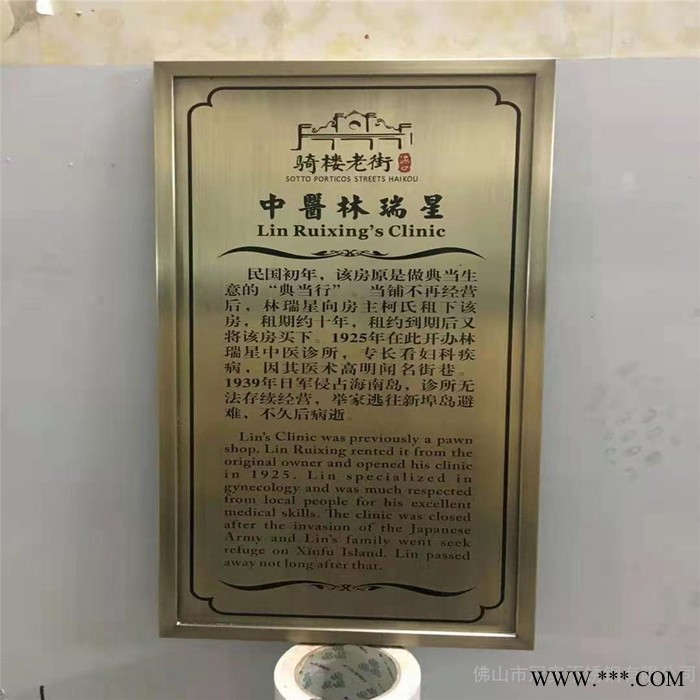 骑楼老街 海口
SOTTO PORTICOS STREETS HAIKOU
中醫林瑞星
Lin Ruixing's Clinic
民国初年，该房原是做典当生
意的“典当行”。当铺不再经营
后，林瑞星向房主柯氏租下该
房，租期约十年，租约到期后又
将该房买下。1925年在此开办林
瑞星中医诊所，专长看妇科疾
病，因其医术高明闻名街巷。
1939年日军侵占海南岛，诊所无
法存续经营，举家逃往新埠岛避
难，不久后病逝。
Lin's Clinic was previously a pawn
shop. Lin Ruixing rented it from the
original owner and opened his clinic
in 1925. Lin specialized in
gynecology and was much respected
from local people for his excellent
medical skills. The clinic was closed
after the invasion of the Japanese
Army and Lin's family went seek
refuge on Xinfu Island. Lin passed
away not long after that.
佛山市
www.***.com